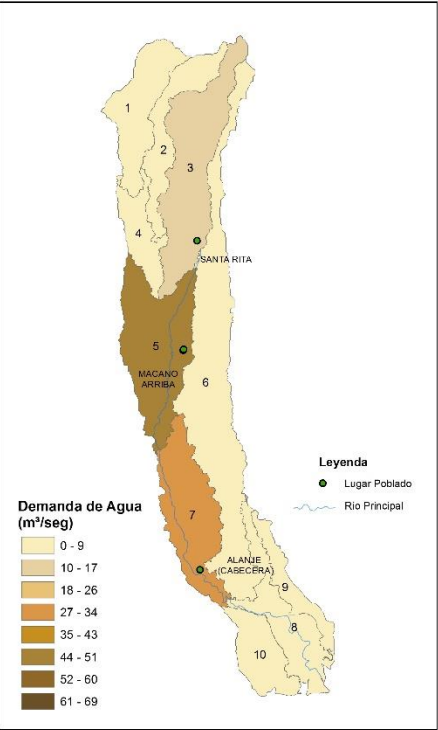 1
2
3
4
SANTA RITA
5
MACANO
ARRIBA
6
7
ALANJE
(CABECERA)
9
8
10
Leyenda
Lugar Poblado
Rio Principal
Demanda de Agua
(m³/seg)
0 - 9
10 - 17
18 - 26
27 - 34
35 - 43
44 - 51
52 - 60
61 - 69